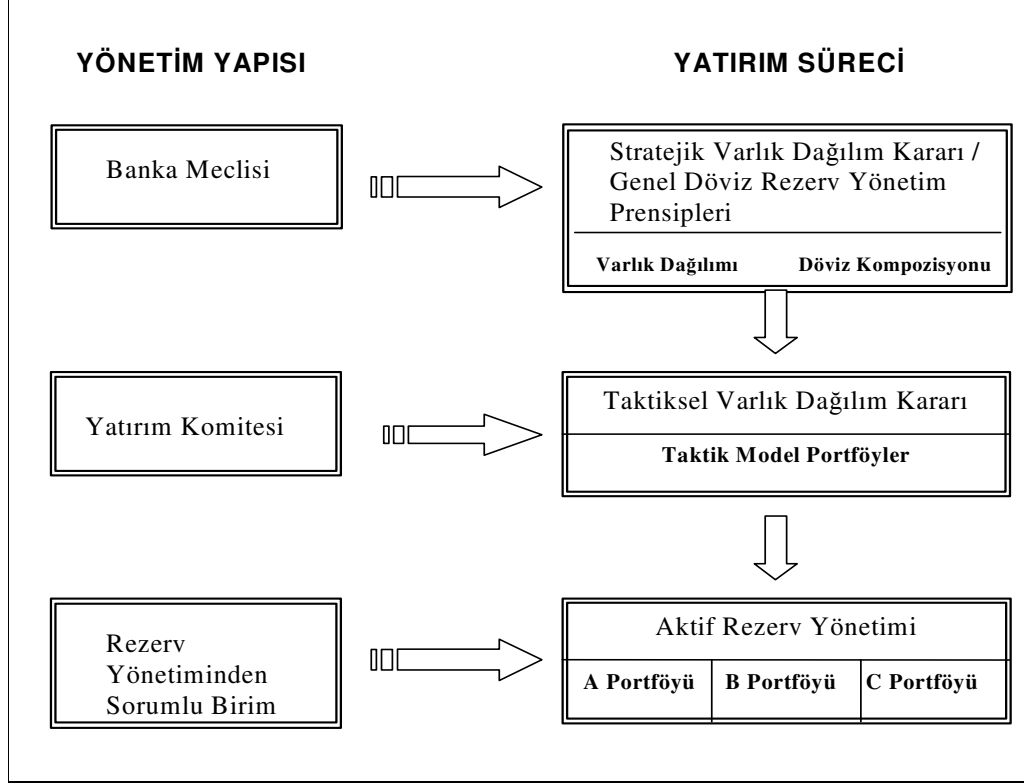 YÖNETİM YAPISI
YATIRIM SÜRECİ
Banka Meclisi
Stratejik Varlık Dağılım Kararı /
Genel Döviz Rezerv Yönetim
Prensipleri
Varlık Dağılımı
Döviz Kompozisyonu
Yatırım Komitesi
Taktiksel Varlık Dağılım Kararı
Taktik Model Portföyler
Rezerv
Yönetiminden
Sorumlu Birim
Aktif Rezerv Yönetimi
A Portföyü
B Portföyü
C Portföyü